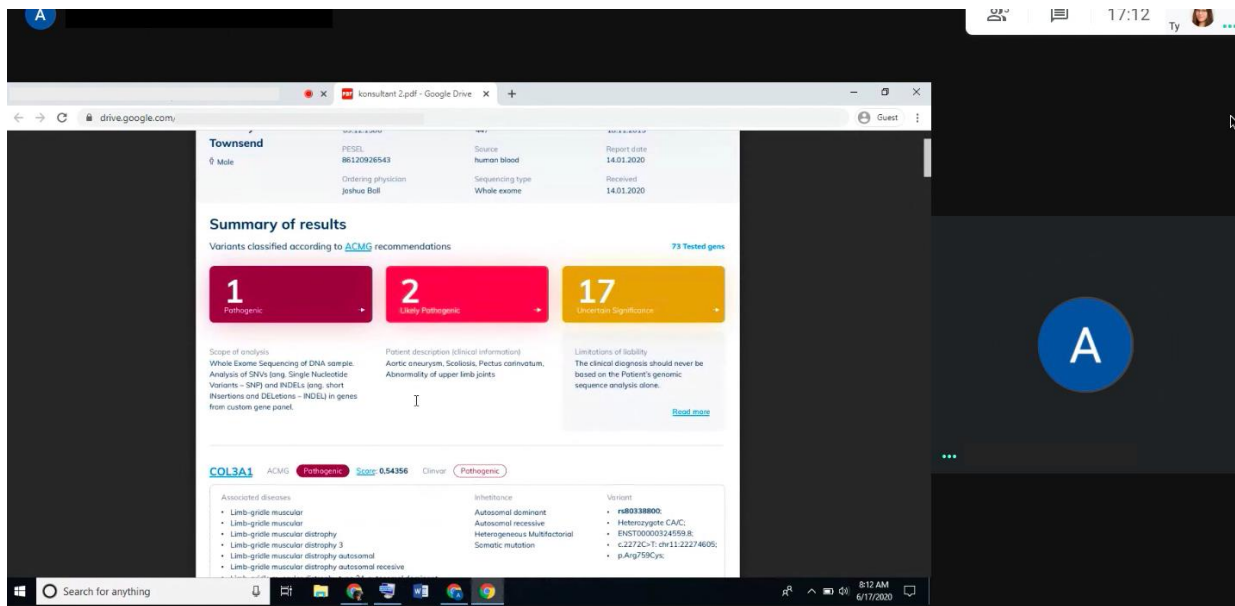 A
17:12
Ty
konsultant 2.pdf - Google Drive
drive.google.com/
Guest
Townsend
Male
PESEL
86120926543
Source
human blood
Report date
14.01.2020
Ordering physician
Joshua Ball
Sequencing type
Whole exome
Received
14.01.2020
Summary of results
Variants classified according to ACMG recommendations
73 Tested gens
1
Pathogenic
2
Likely Pathogenic
17
Uncertain Significance
Scope of analysis
Whole Exome Sequencing of DNA sample.
Analysis of SNVs (ang. Single Nucleotide
Variants – SNP) and INDELs (ang. short
INsertions and DELetions – INDEL) in genes
from custom gene panel.
Patient description (clinical information)
Aortic aneurysm, Scoliosis, Pectus carinatum,
Abnormality of upper limb joints
Limitations of liability
The clinical diagnosis should never be
based on the Patient's genomic
sequence analysis alone.
Read more
COL3A1 ACMG Pathogenic Score: 0,54356 Clinvar Pathogenic
Associated diseases
• Limb-gridle muscular
• Limb-gridle muscular
• Limb-gridle muscular distrophy
• Limb-gridle muscular distrophy 3
• Limb-gridle muscular distrophy autosomal
• Limb-gridle muscular distrophy autosomal recesive
Inheritance
Autosomal dominant
Autosomal recessive
Heterogeneous Multifactorial
Somatic mutation
Variant
• rs80338800;
• Heterozygote CA/C;
• ENST00000324559.8;
• c.2272C>T: chr11:22274605;
• p.Arg759Cys;
A
Search for anything
8:12 AM
6/17/2020